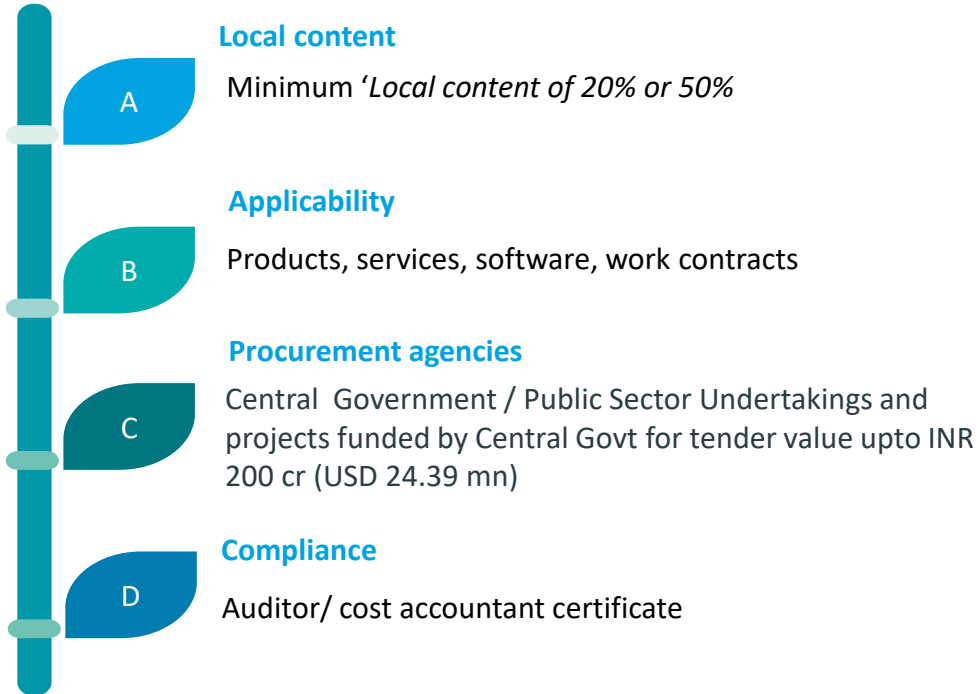 Local content
A
Minimum ‘Local content of 20% or 50%
Applicability
B
Products, services, software, work contracts
Procurement agencies
C
Central Government / Public Sector Undertakings and
projects funded by Central Govt for tender value upto INR
200 cr (USD 24.39 mn)
Compliance
D
Auditor/ cost accountant certificate